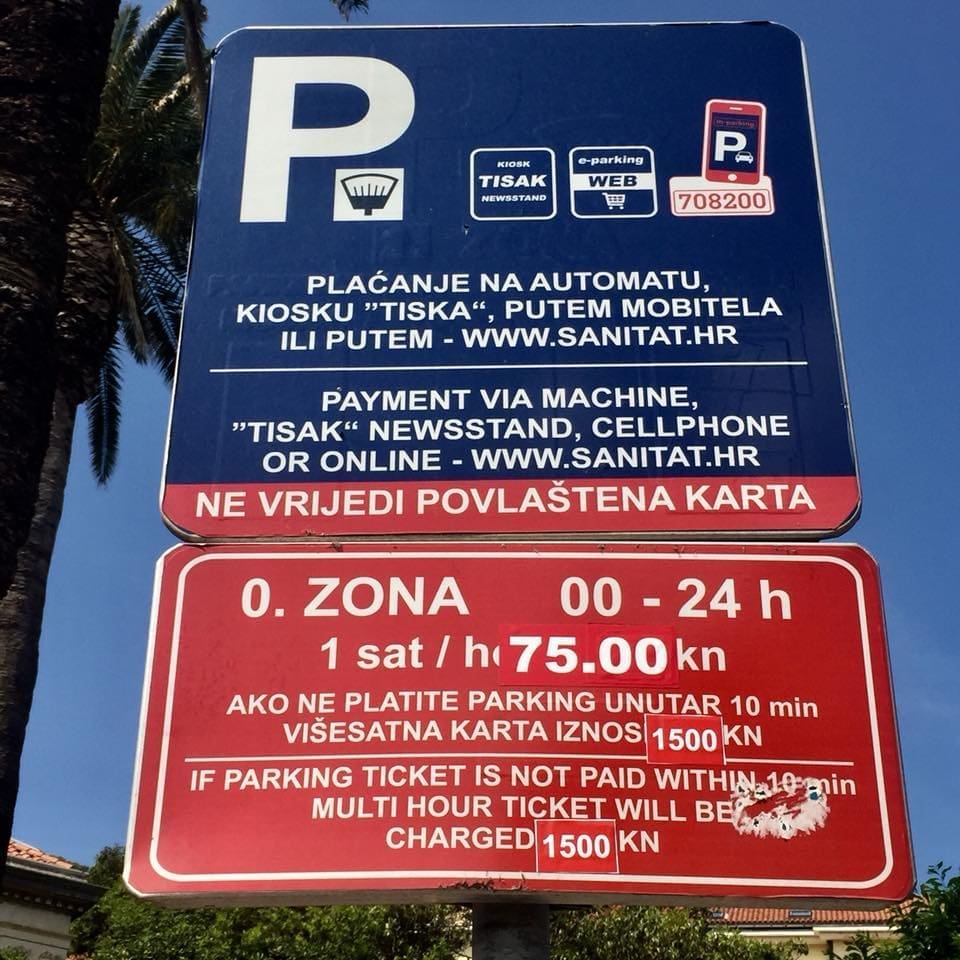 P
KIOSK
TISAK
NEWSSTAND
e-parking
WEB
m-parking
P
708200
PLAĆANJE NA AUTOMATU,
KIOSKU ”TISKA“, PUTEM MOBITELA
ILI PUTEM - WWW.SANITAT.HR
PAYMENT VIA MACHINE,
”TISAK“ NEWSSTAND, CELLPHONE
OR ONLINE - WWW.SANITAT.HR
NE VRIJEDI POVLAŠTENA KARTA
0. ZONA 00 - 24 h
1 sat / 75.00 kn
AKO NE PLATITE PARKING UNUTAR 10 min
VIŠESATNA KARTA IZNOSI 1500 KN
IF PARKING TICKET IS NOT PAID WITHIN 10 min
MULTI HOUR TICKET WILL BE
CHARGED 1500 KN